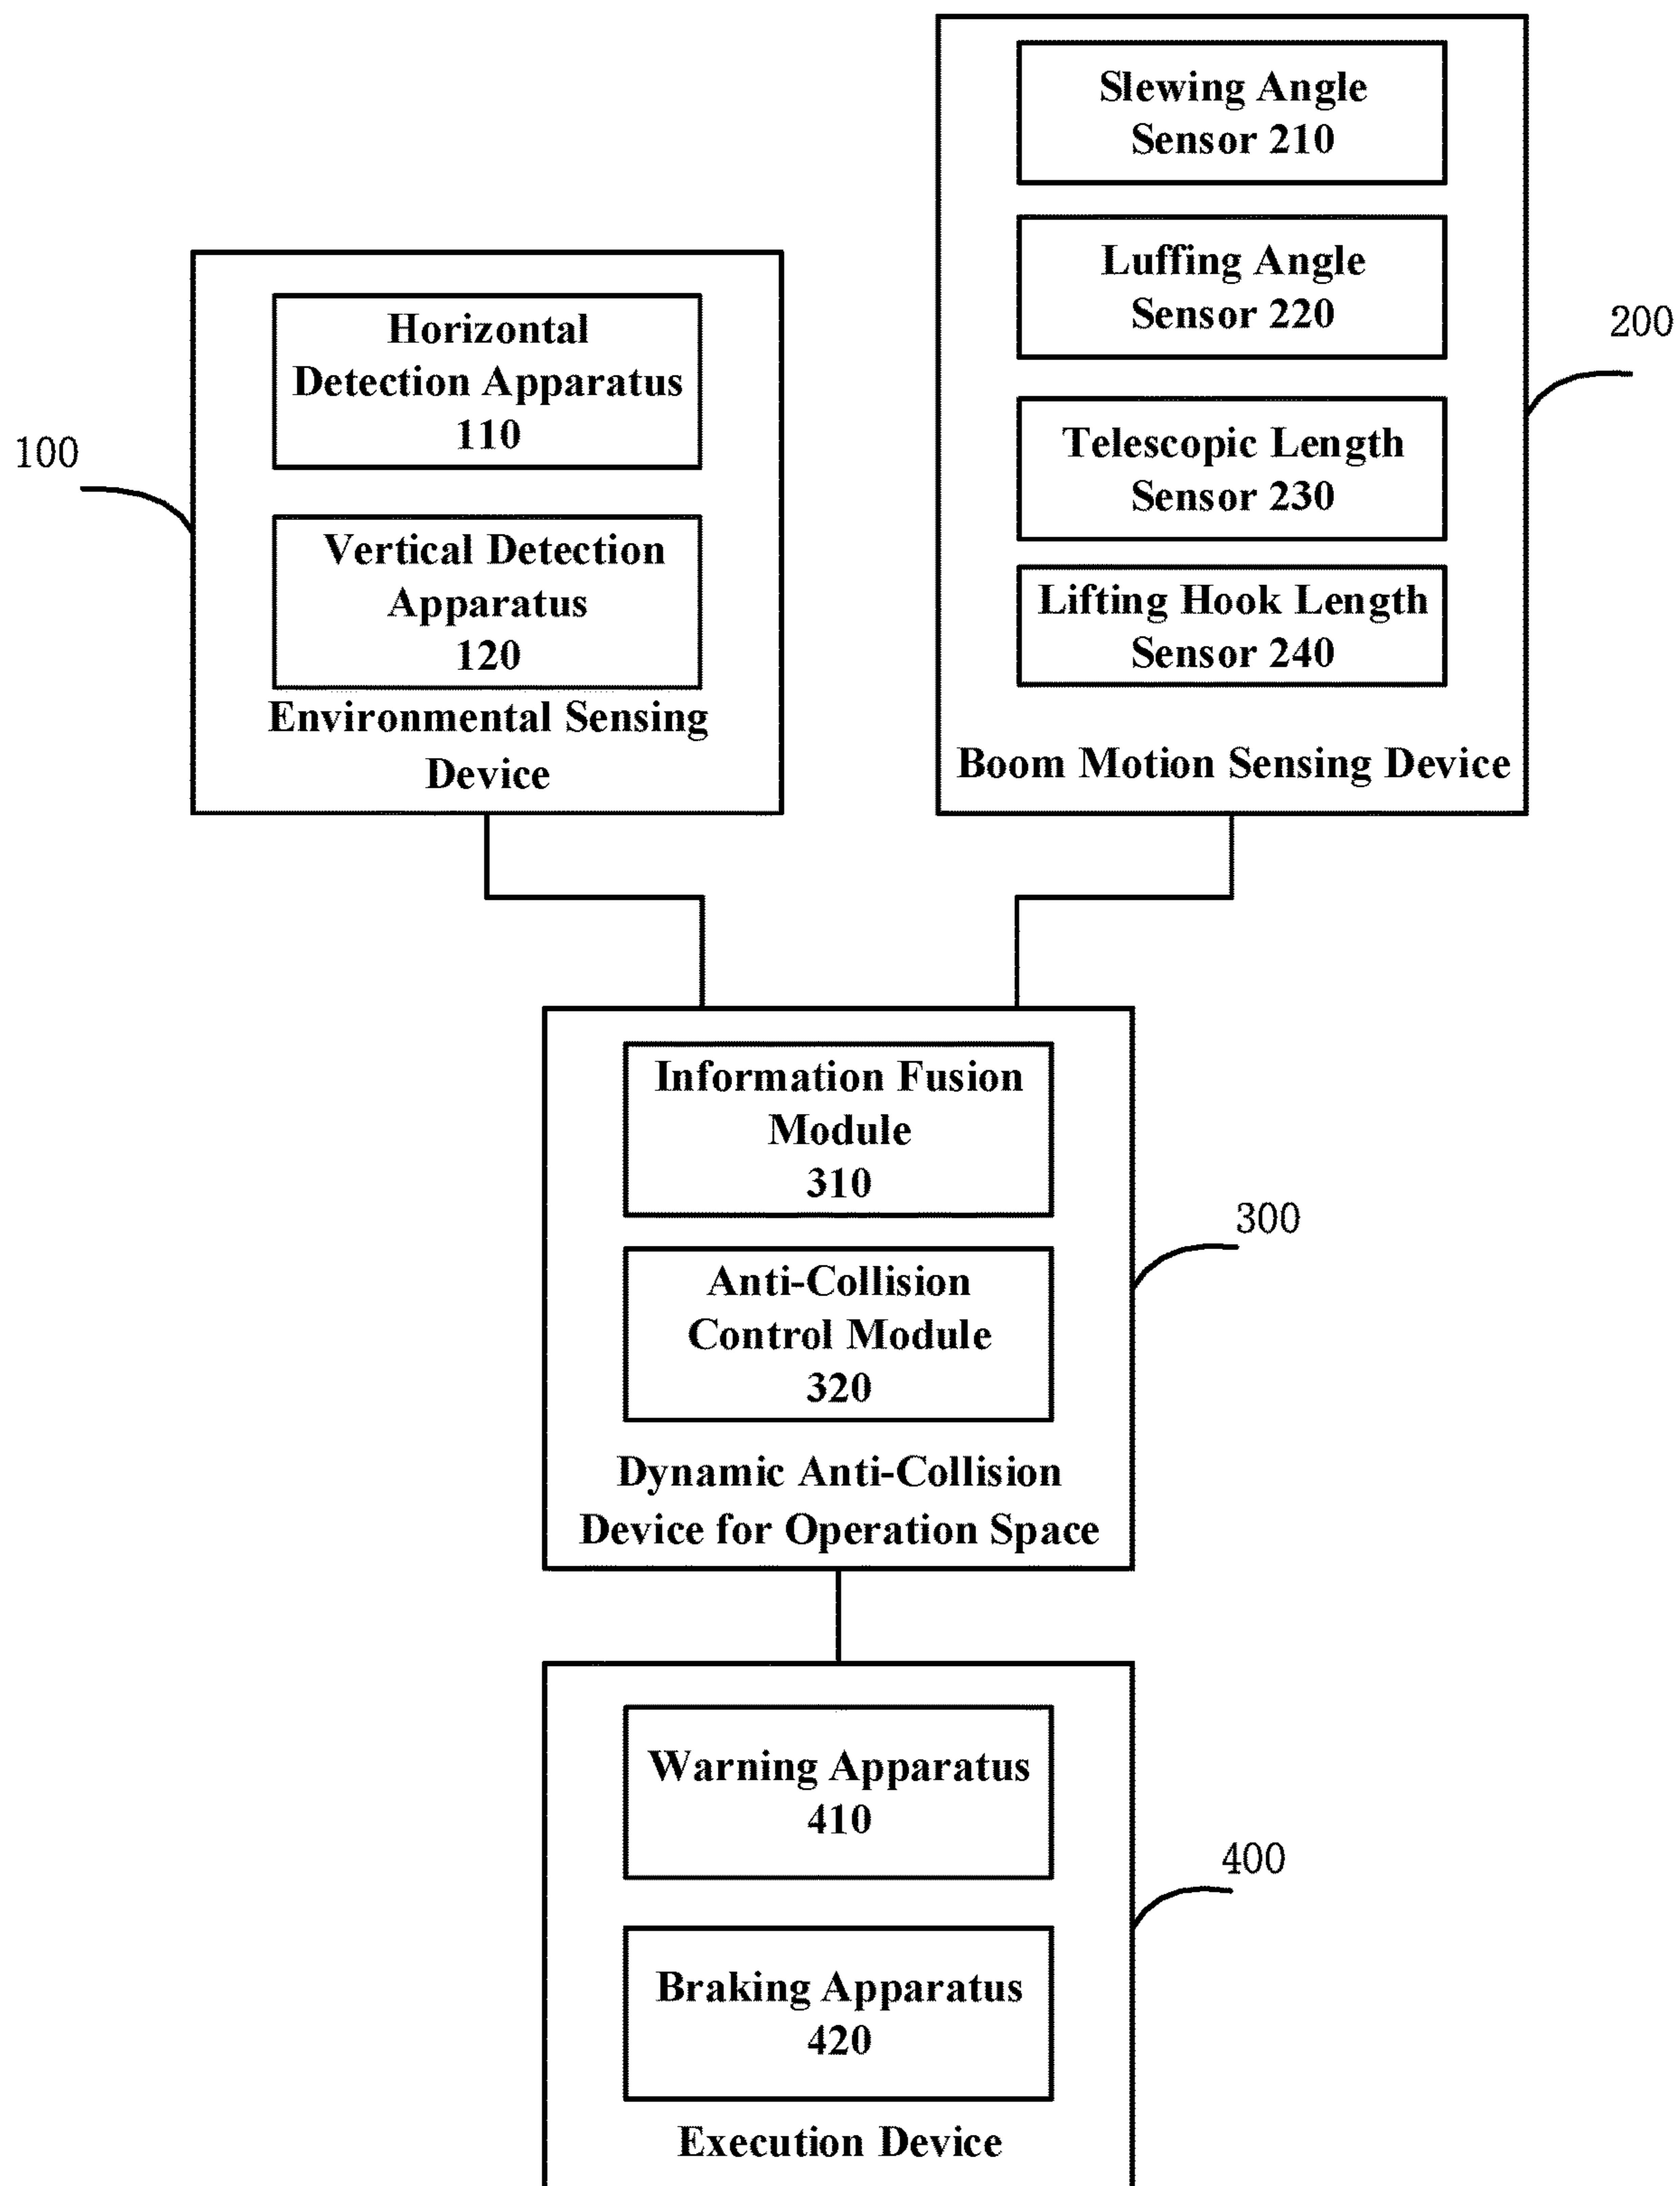 Slewing Angle
Sensor 210
Luffing Angle
Sensor 220
Telescopic Length
Sensor 230
Lifting Hook Length
Sensor 240
Boom Motion Sensing Device
200
Horizontal
Detection Apparatus
110
Vertical Detection
Apparatus
120
Environmental Sensing
Device
100
Information Fusion
Module
310
Anti-Collision
Control Module
320
Dynamic Anti-Collision
Device for Operation Space
300
Warning Apparatus
410
Braking Apparatus
420
Execution Device
400